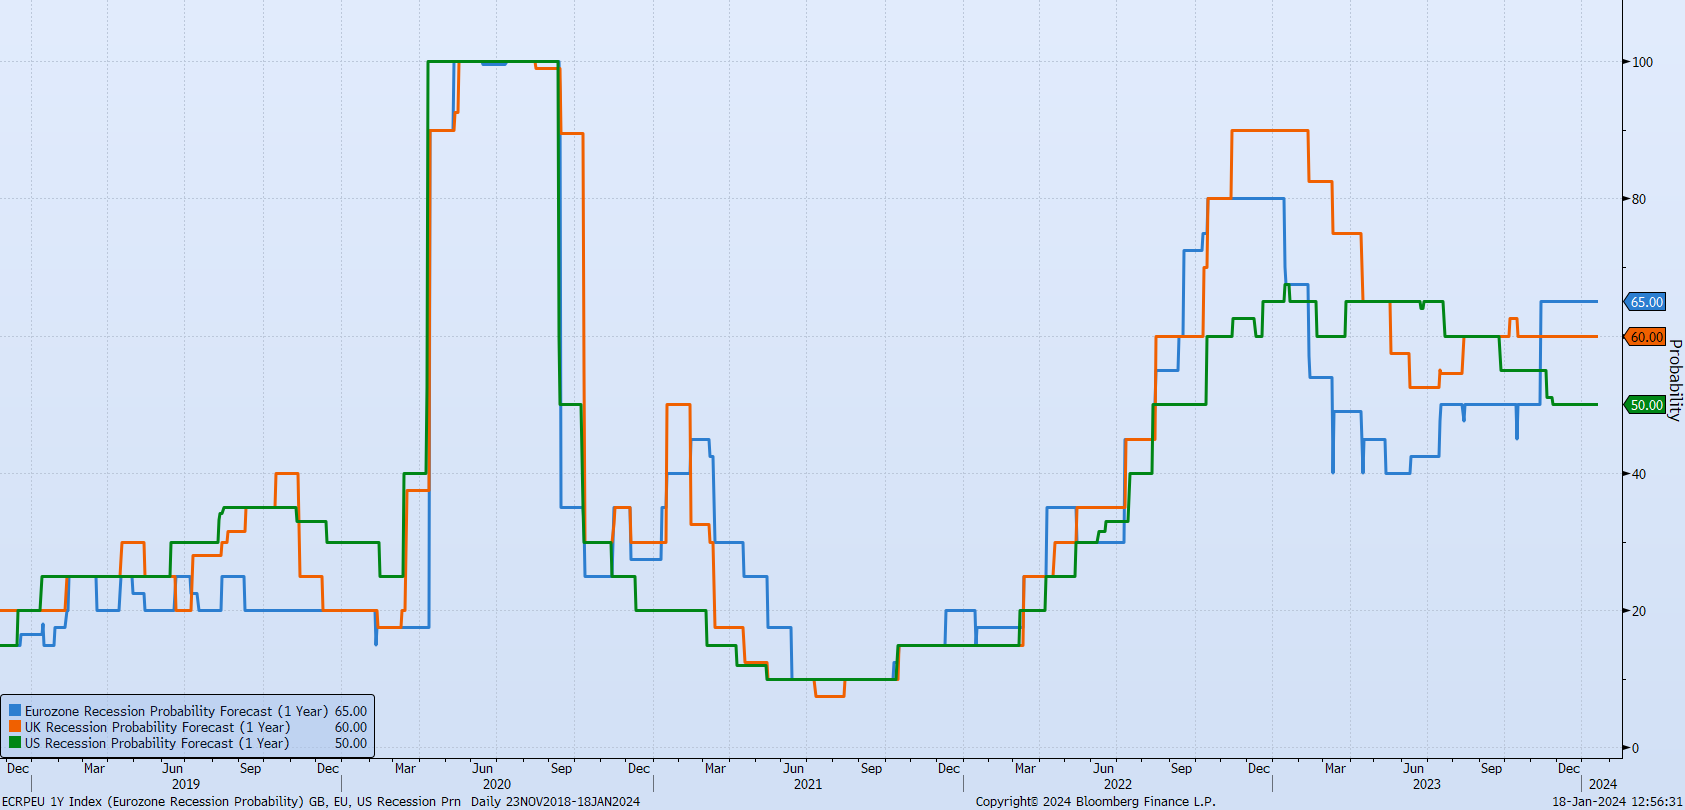 100
80
65.00
60.00
Probability
50.00
40
20
0
Eurozone Recession Probability Forecast (1 Year) 65.00
UK Recession Probability Forecast (1 Year) 60.00
US Recession Probability Forecast (1 Year) 50.00
Dec Mar Jun Sep Dec Mar Jun Sep Dec Mar Jun Sep Dec Mar Jun Sep Dec Mar Jun Sep Dec
2019 2020 2021 2022 2023 2024
ECRPEU 1Y Index (Eurozone Recession Probability) GB, EU, US Recession Prn Daily 23NOV2018-18JAN2024 Copyright© 2024 Bloomberg Finance L.P. 18-Jan-2024 12:56:31